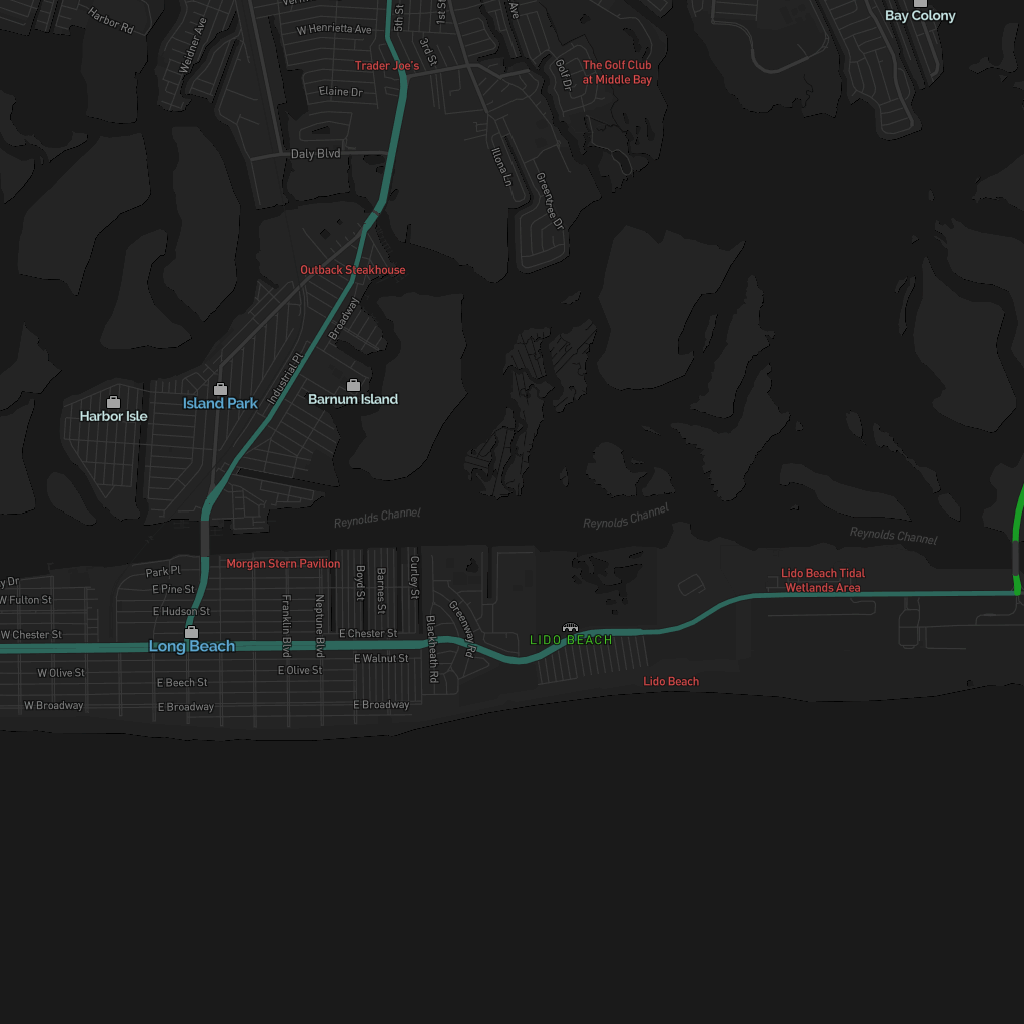 Harbor Rd
Weidner Ave
W Henrietta Ave
5th St
1st St
3rd St
Ave
Bay Colony
Trader Joe's
The Golf Club
at Middle Bay
Golf Dr
Elaine Dr
Daly Blvd
Illona Ln
Greentree Dr
Outback Steakhouse
Broadway
Industrial Pl
Island Park
Barnum Island
Harbor Isle
Reynolds Channel
Reynolds Channel
Reynolds Channel
Morgan Stern Pavilion
Park Pl
y Dr
E Pine St
W Fulton St
E Hudson St
W Chester St
Long Beach
Franklin Blvd
Neptune Blvd
Boyd St
Barnes St
Curley St
Blackheath Rd
Greenway Rd
E Chester St
E Walnut St
E Olive St
W Olive St
E Beech St
W Broadway
E Broadway
E Broadway
LIDO BEACH
Lido Beach
Lido Beach Tidal
Wetlands Area